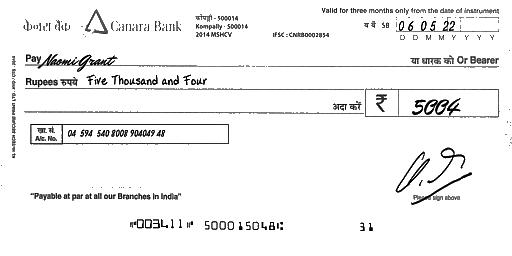 केनरा बैंक Canara Bank
कोंपल्ली - 500014
Kompally - 500014
2014 MSHCV
IFSC : CNRB0002854
Valid for three months only from the date of instrument
SB 06 05 22
D D M M Y Y Y Y
Pay Naomi Grant या धारक को Or Bearer
Rupees रुपये Five Thousand and Four
अदा करें ₹ 5004
खा. सं.
A/c. No. 04 594 540 8008 904049 48
Please sign above
"Payable at par at all our Branches in India"
⑈003411⑈ 500015048⑆ 31